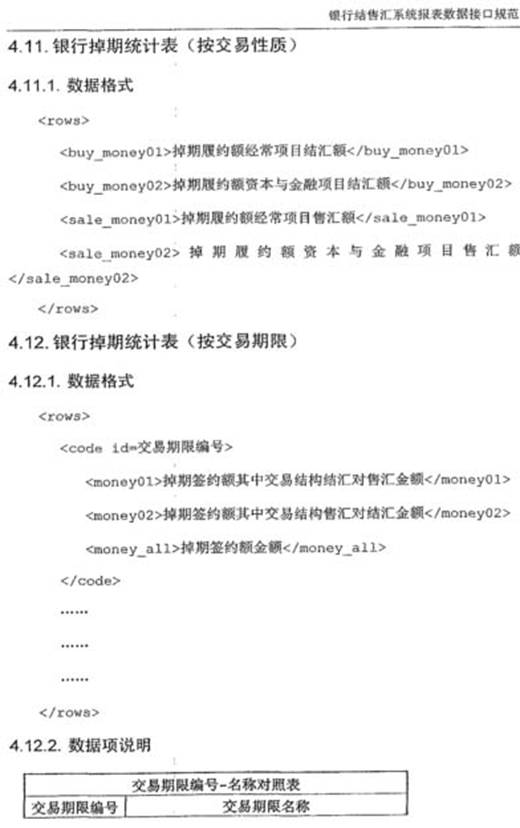 银行结售汇系统报表数据接口规范
4.11. 银行掉期统计表（按交易性质）
4.11.1. 数据格式
<rows>
<buy_money01>掉期履约额经常项目结汇额</buy_money01>
<buy_money02>掉期履约额资本与金融项目结汇额</buy_money02>
<sale_money01>掉期履约额经常项目售汇额</sale_money01>
<sale_money02> 掉期履约额资本与金融项目售汇额
</sale_money02>
</rows>
4.12. 银行掉期统计表（按交易期限）
4.12.1. 数据格式
<rows>
<code id=交易期限编号>
<money01>掉期签约额其中交易结构结汇对售汇金额</money01>
<money02>掉期签约额其中交易结构售汇对结汇金额</money02>
<money_all>掉期签约额金额</money_all>
</code>
……
……
……
</rows>
4.12.2. 数据项说明
交易期限编号-名称对照表
交易期限编号 交易期限名称